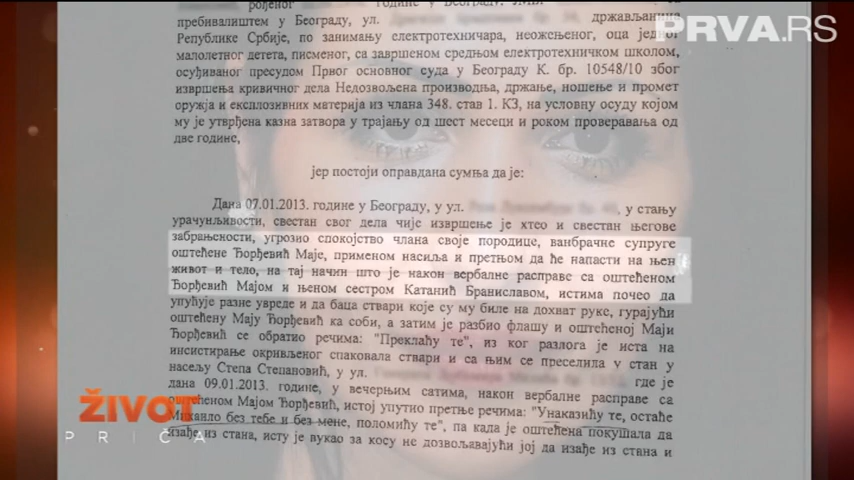 PRVA.RS
рођеног године у Београду, ЈМБГ
пребивалиштем у Београду, ул. држављанина
Републике Србије, по занимању електротехничара, неожењеног, оца једног
малолетног детета, писменог, са завршеном средњом електротехничком школом,
осуђиваног пресудом Првог основног суда у Београду К. бр. 10548/10 због
извршења кривичног дела Недозвољена производња, држање, ношење и промет
оружја и експлозивних материја из члана 348. став 1. КЗ, на условну осуду којом
му је утврђена казна затвора у трајању од шест месеци и роком проверавања од
две године,
јер постоји оправдана сумња да је:
Дана 07.01.2013. године у Београду, у ул. , у стању
урачунљивости, свестан свог дела чије извршење је хтео и свестан његове
забрањености, угрозио спокојство члана своје породице, ванбрачне супруге
оштећене Ђорђевић Маје, применом насиља и претњом да ће напасти на њен
живот и тело, на тај начин што је након вербалне расправе са оштећеном
Ђорђевић Мајом и њеном сестром Катанић Браниславом, истима почео да
упућује разне увреде и да баца ствари које су му биле на дохват руке, гурајући
оштећену Мају Ђорђевић ка соби, а затим је разбио флашу и оштећеној Маји
Ђорђевић се обратио речима: "Преклаћу те", из ког разлога је иста на
инсистирање окривљеног спаковала ствари и са њим се преселила у стан у
насељу Степа Степановић, у ул. где је
дана 09.01.2013. године, у вечерњим сатима, након вербалне расправе са
оштећеном Мајом Ђорђевић, истој упутио претње речима: "Унаказићу те, остаће
Михаило без тебе и без мене, поломићу те", па када је оштећена покушала да
изађе из стана, исту је вукао за косу не дозвољавајући јој да изађе из стана и
ŽIVOT
PRIČA